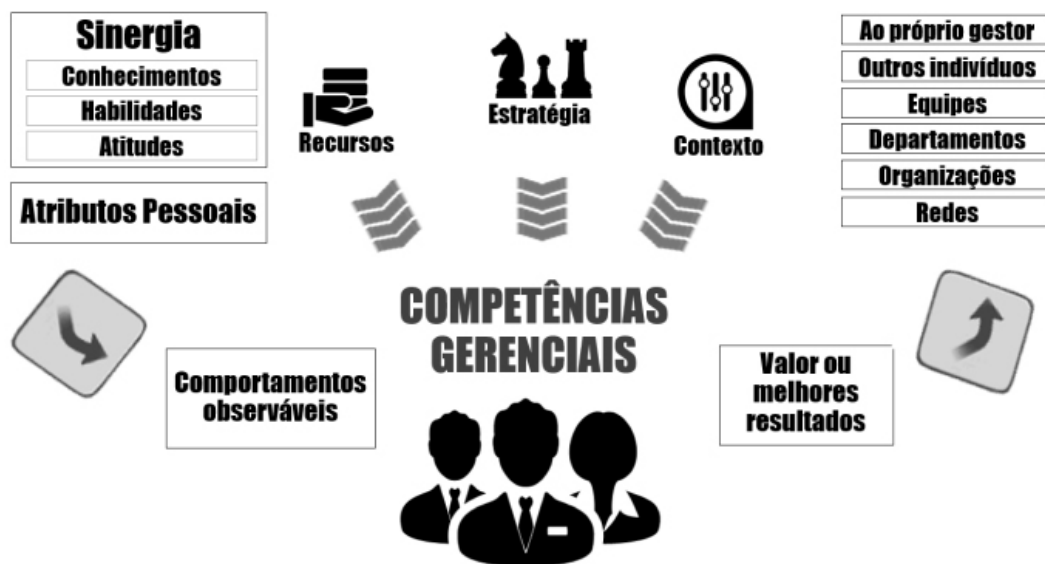 Sinergia
Conhecimentos
Habilidades
Atitudes
Atributos Pessoais
Recursos
Estratégia
Contexto
Ao próprio gestor
Outros indivíduos
Equipes
Departamentos
Organizações
Redes
COMPETÊNCIAS
GERENCIAIS
Comportamentos
observáveis
Valor ou
melhores
resultados